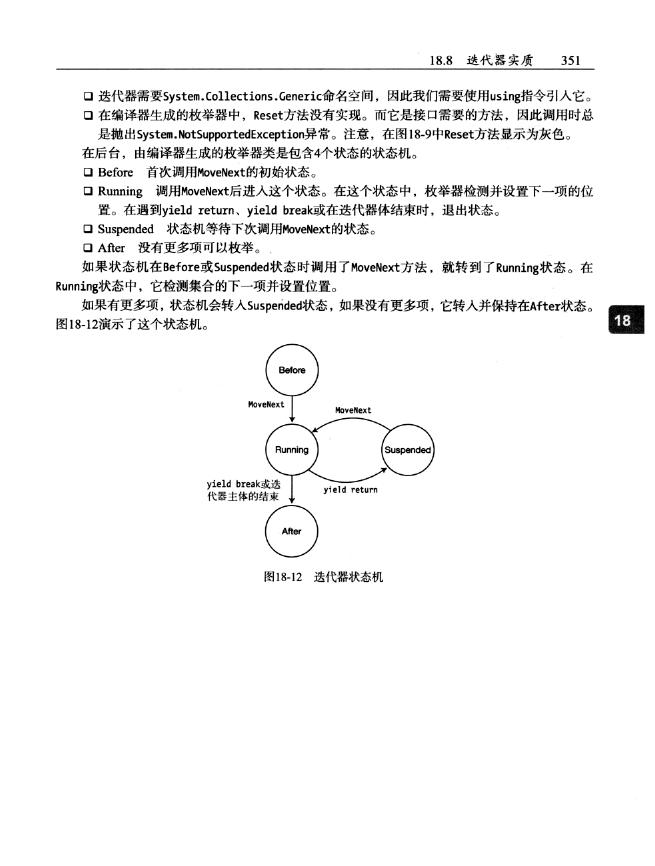 18.8 迭代器实质 351
❑ 迭代器需要System.Collections.Generic命名空间，因此我们需要使用using指令引入它。
❑ 在编译器生成的枚举器中，Reset方法没有实现。而它是接口需要的方法，因此调用时总
是抛出System.NotSupportedException异常。注意，在图18-9中Reset方法显示为灰色。
在后台，由编译器生成的枚举器类是包含4个状态的状态机。
❑ Before 首次调用MoveNext的初始状态。
❑ Running 调用MoveNext后进入这个状态。在这个状态中，枚举器检测并设置下一项的位
置。在遇到yield return、yield break或在迭代器体结束时，退出状态。
❑ Suspended 状态机等待下次调用MoveNext的状态。
❑ After 没有更多项可以枚举。
如果状态机在Before或Suspended状态时调用了MoveNext方法，就转到了Running状态。在
Running状态中，它检测集合的下一项并设置位置。
如果有更多项，状态机会转入Suspended状态，如果没有更多项，它转入并保持在After状态。
图18-12演示了这个状态机。
18
Before
MoveNext
MoveNext
Running
Suspended
yield break或迭
代器主体的结束
yield return
After
图18-12 迭代器状态机